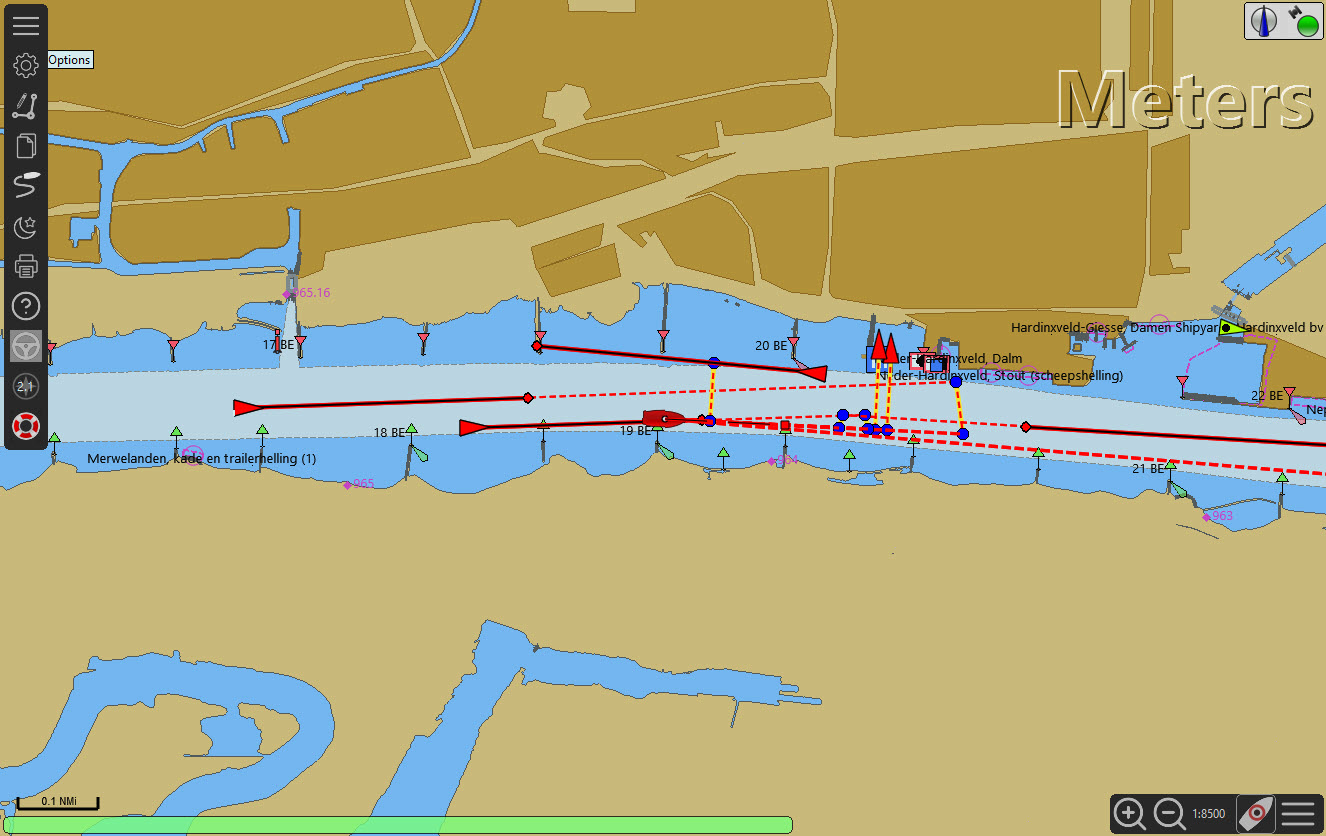 Options
Meters
965.16
Hardinxveld-Giesse, Damen Shipyar
ardinxveld bv
17 BE
20 BE
er-Hardinxveld, Dalm
der-Hardinxveld, Stout (scheepshelling)
2,1
22 BE
Nep
18 BE
19 BE
Merwelanden, kade en trailerhelling (1)
964
21 BE
965
963
0.1 NMi
1:8500